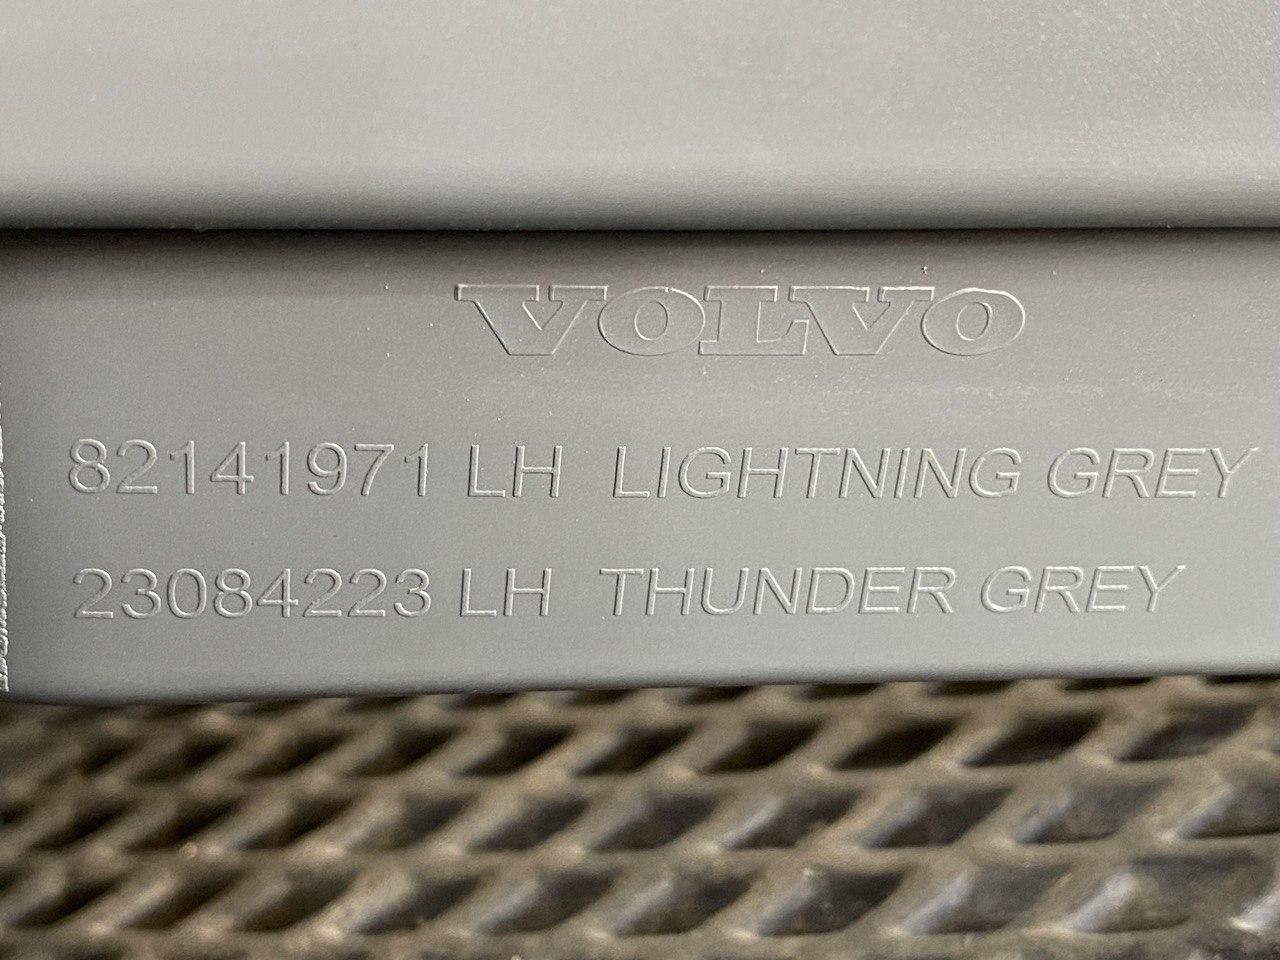 VOLVO
82141971 LH LIGHTNING GREY
23084223 LH THUNDER GREY